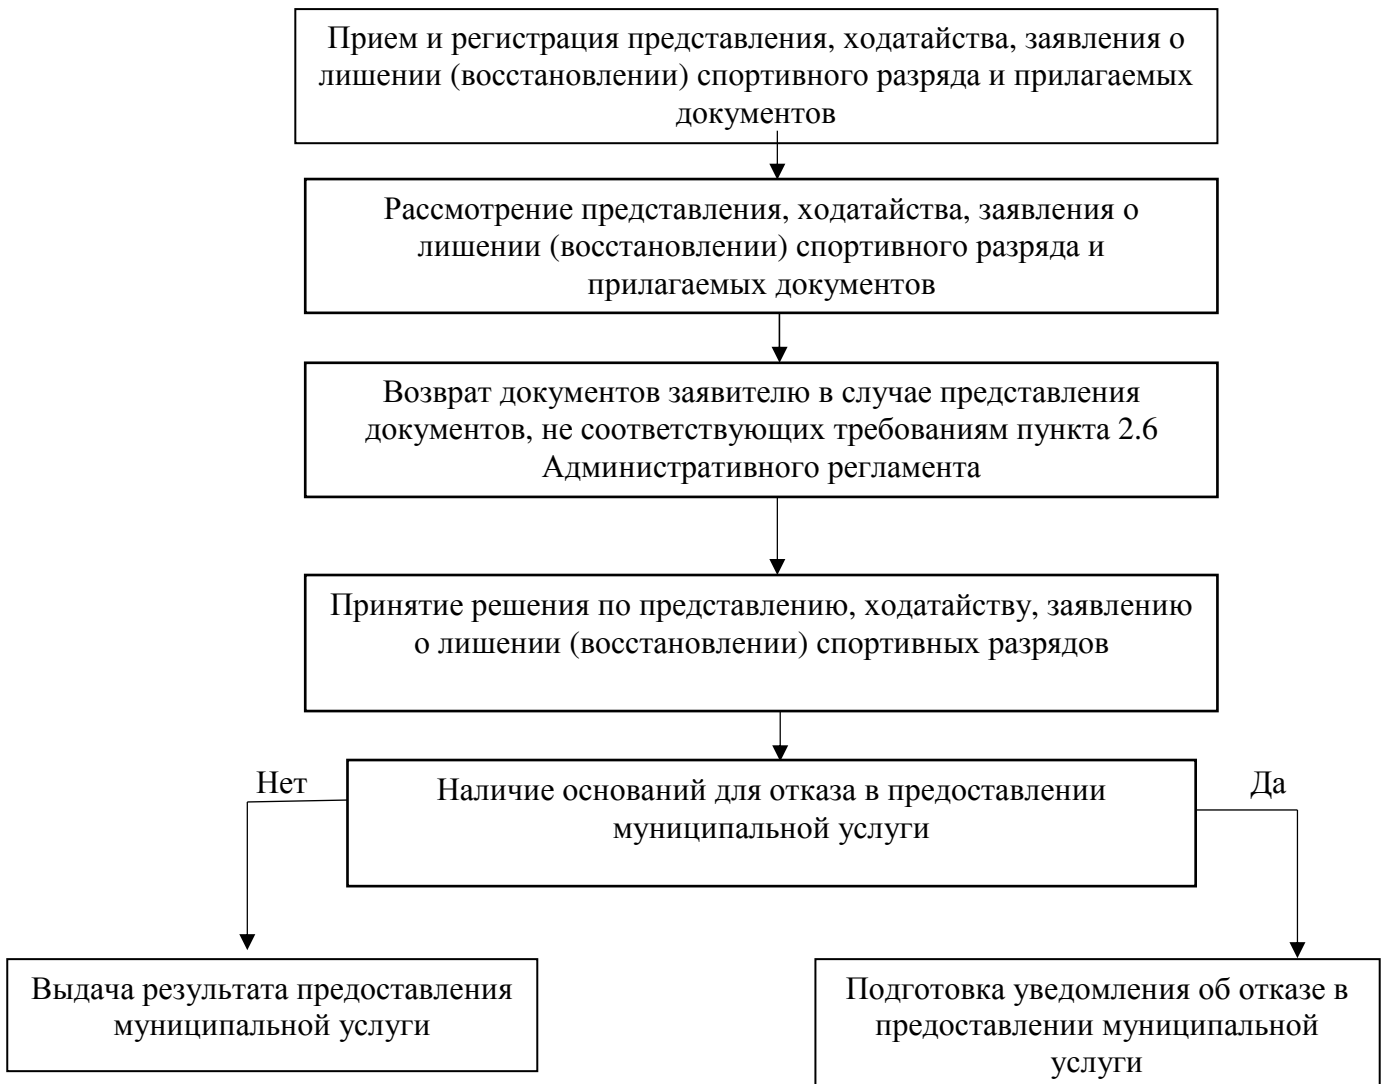 Прием и регистрация представления, ходатайства, заявления о
лишении (восстановлении) спортивного разряда и прилагаемых
документов
Рассмотрение представления, ходатайства, заявления о
лишении (восстановлении) спортивного разряда и
прилагаемых документов
Возврат документов заявителю в случае представления
документов, не соответствующих требованиям пункта 2.6
Административного регламента
Принятие решения по представлению, ходатайству, заявлению
о лишении (восстановлении) спортивных разрядов
Нет
Наличие оснований для отказа в предоставлении
муниципальной услуги
Да
Выдача результата предоставления
муниципальной услуги
Подготовка уведомления об отказе в
предоставлении муниципальной
услуги